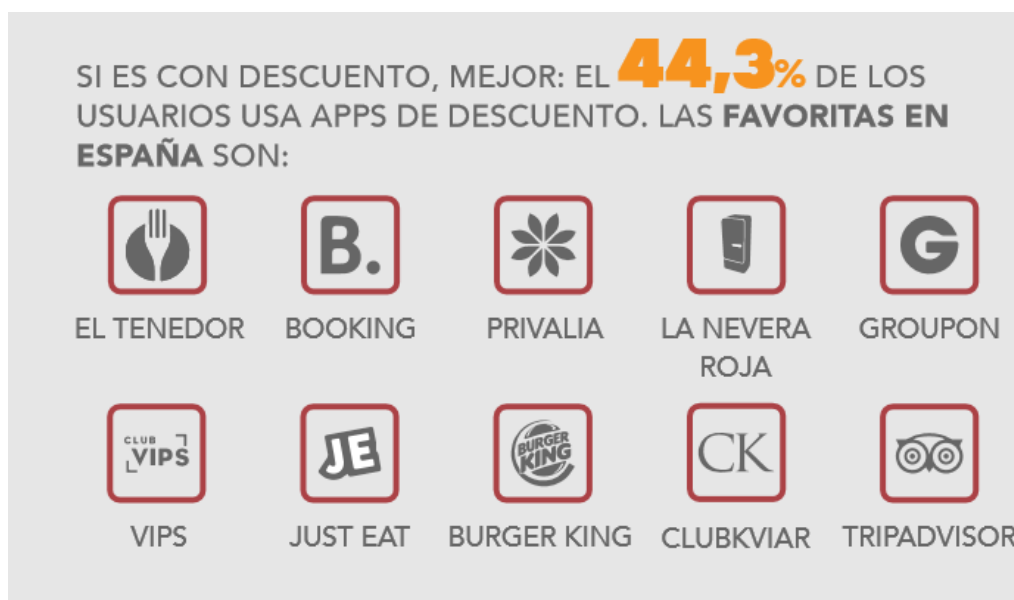 SI ES CON DESCUENTO, MEJOR: EL 44,3% DE LOS
USUARIOS USA APPS DE DESCUENTO. LAS FAVORITAS EN
ESPAÑA SON:
B.
G
EL TENEDOR BOOKING PRIVALIA LA NEVERA GROUPON
ROJA
CLUB
VIPS
JE
BURGER
KING
CK
VIPS JUST EAT BURGER KING CLUBKVIAR TRIPADVISOR